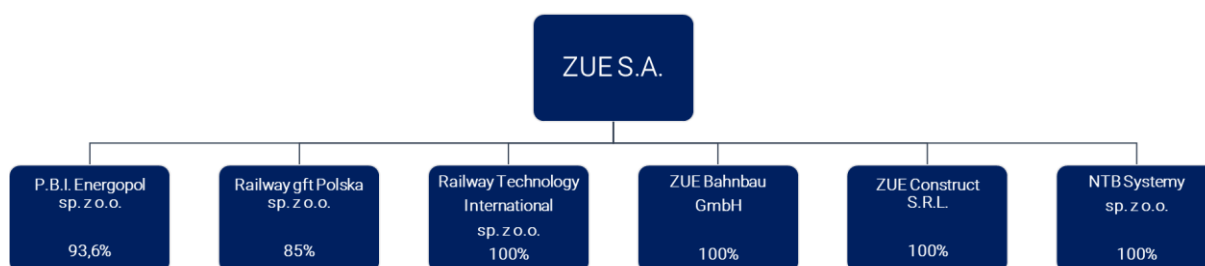 ZUE S.A.
P.B.I. Energopol
sp. z o.o.
93,6%
Railway gft Polska
sp. z o.o.
85%
Railway Technology
International
sp. z o.o.
100%
ZUE Bahnbau
GmbH
100%
ZUE Construct
S.R.L.
100%
NTB Systemy
sp. z o.o.
100%